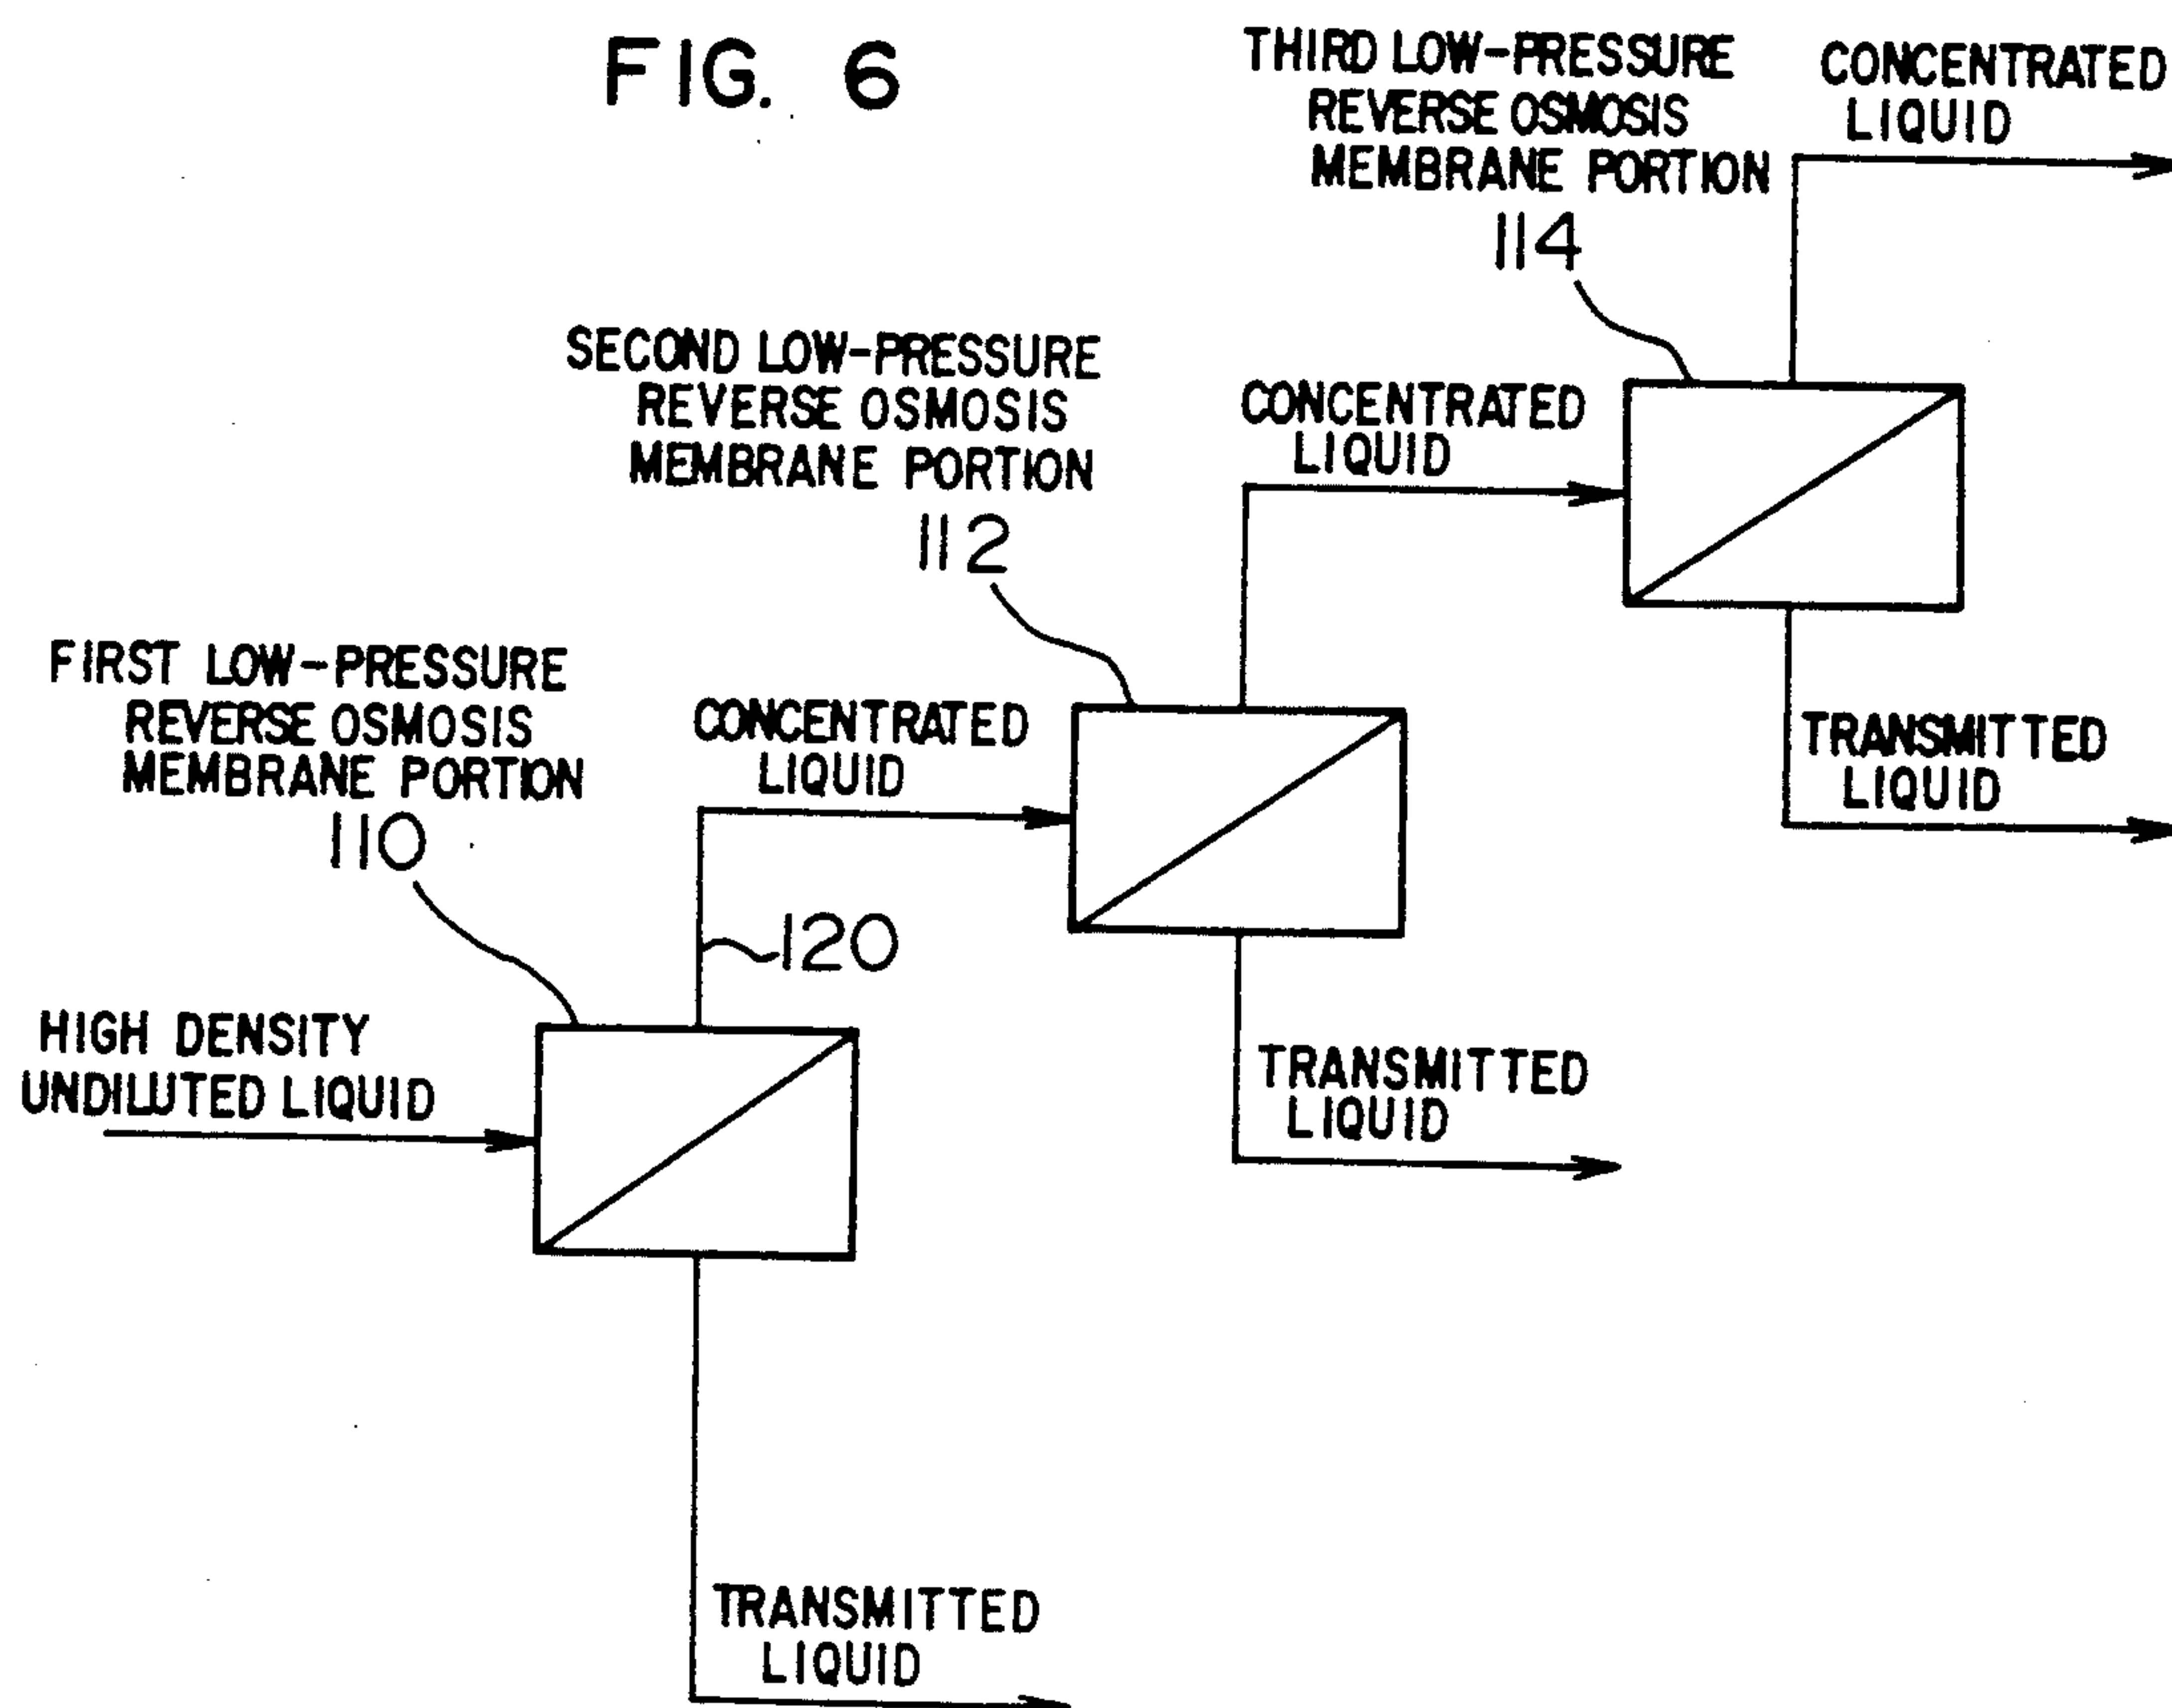 FIG. 6
THIRD LOW-PRESSURE
REVERSE OSMOSIS
MEMBRANE PORTION
114
CONCENTRATED
LIQUID
SECOND LOW-PRESSURE
REVERSE OSMOSIS
MEMBRANE PORTION
112
CONCENTRATED
LIQUID
FIRST LOW-PRESSURE
REVERSE OSMOSIS
MEMBRANE PORTION
110
CONCENTRATED
LIQUID
TRANSMITTED
LIQUID
120
HIGH DENSITY
UNDILUTED LIQUID
TRANSMITTED
LIQUID
TRANSMITTED
LIQUID